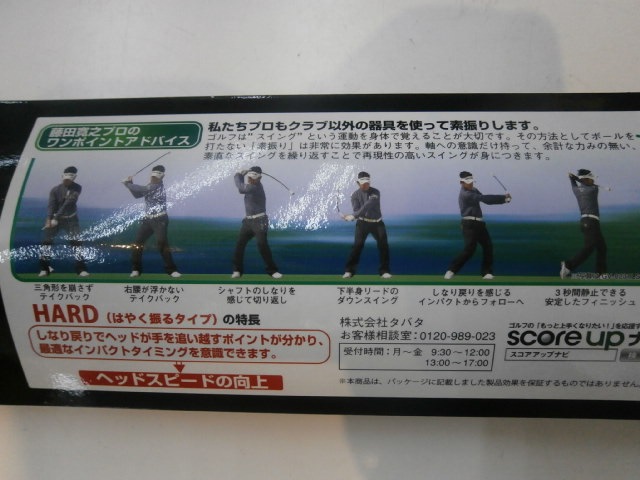 藤田寛之プロの
ワンポイントアドバイス
私たちプロもクラブ以外の器具を使って素振りします。
ゴルフは"スイング"という運動を身体で覚えることが大切です。その方法としてボールを
打たない「素振り」は非常に効果があります。軸への意識だけ持って、余計な力みの無い、
素直なスイングを繰り返すことで再現性の高いスイングが身につきます。
三角形を崩さず
テイクバック
右腰が浮かない
テイクバック
シャフトのしなりを
感じて切り返し
下半身リードの
ダウンスイング
しなり戻りを感じる
インパクトからフォローへ
3秒間静止できる
安定したフィニッシュ
HARD (はやく振るタイプ) の特長
しなり戻りでヘッドが手を追い越すポイントが分かり、
最適なインパクトタイミングを意識できます。
ヘッドスピードの向上
株式会社タバタ
お客様相談室:0120-989-023
受付時間:月~金 9:30~12:00
13:00~17:00
ゴルフの「もっと上手くなりたい!」を応援す
score up ナ
スコアアップナビ
※本商品は、パッケージに記載しました製品効果を保証するものではありません